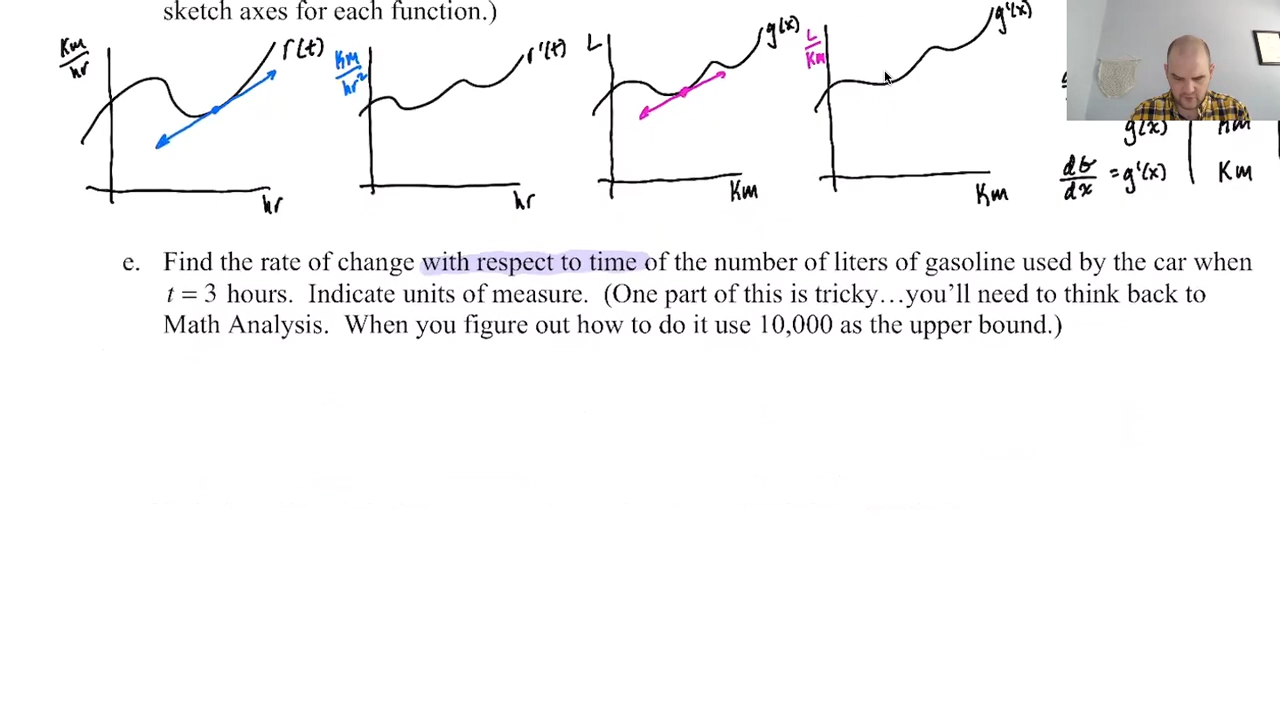 sketch axes for each function.)
Km/hr r(t) Km/hr² r'(t) L g(x) L/Km g'(x)
hr hr Km Km
g(x) Km
dG/dx = g'(x) Km
e. Find the rate of change with respect to time of the number of liters of gasoline used by the car when
t = 3 hours. Indicate units of measure. (One part of this is tricky…you’ll need to think back to
Math Analysis. When you figure out how to do it use 10,000 as the upper bound.)